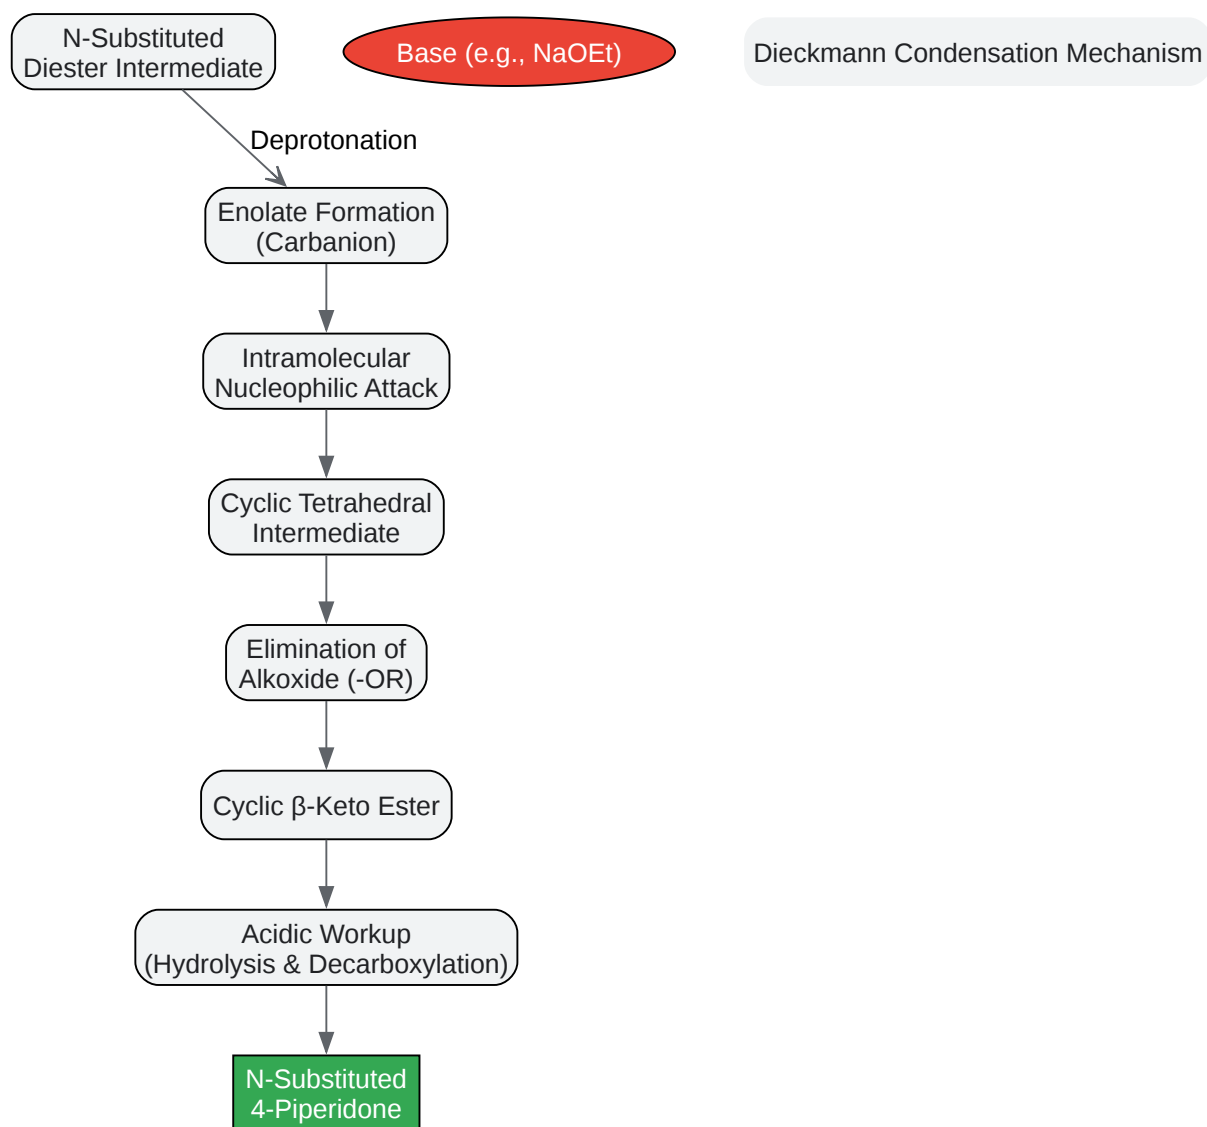 N-Substituted
Diester Intermediate
Base (e.g., NaOEt)
Dieckmann Condensation Mechanism
Deprotonation
Enolate Formation
(Carbanion)
Intramolecular
Nucleophilic Attack
Cyclic Tetrahedral
Intermediate
Elimination of
Alkoxide (-OR)
Cyclic β-Keto Ester
Acidic Workup
(Hydrolysis & Decarboxylation)
N-Substituted
4-Piperidone